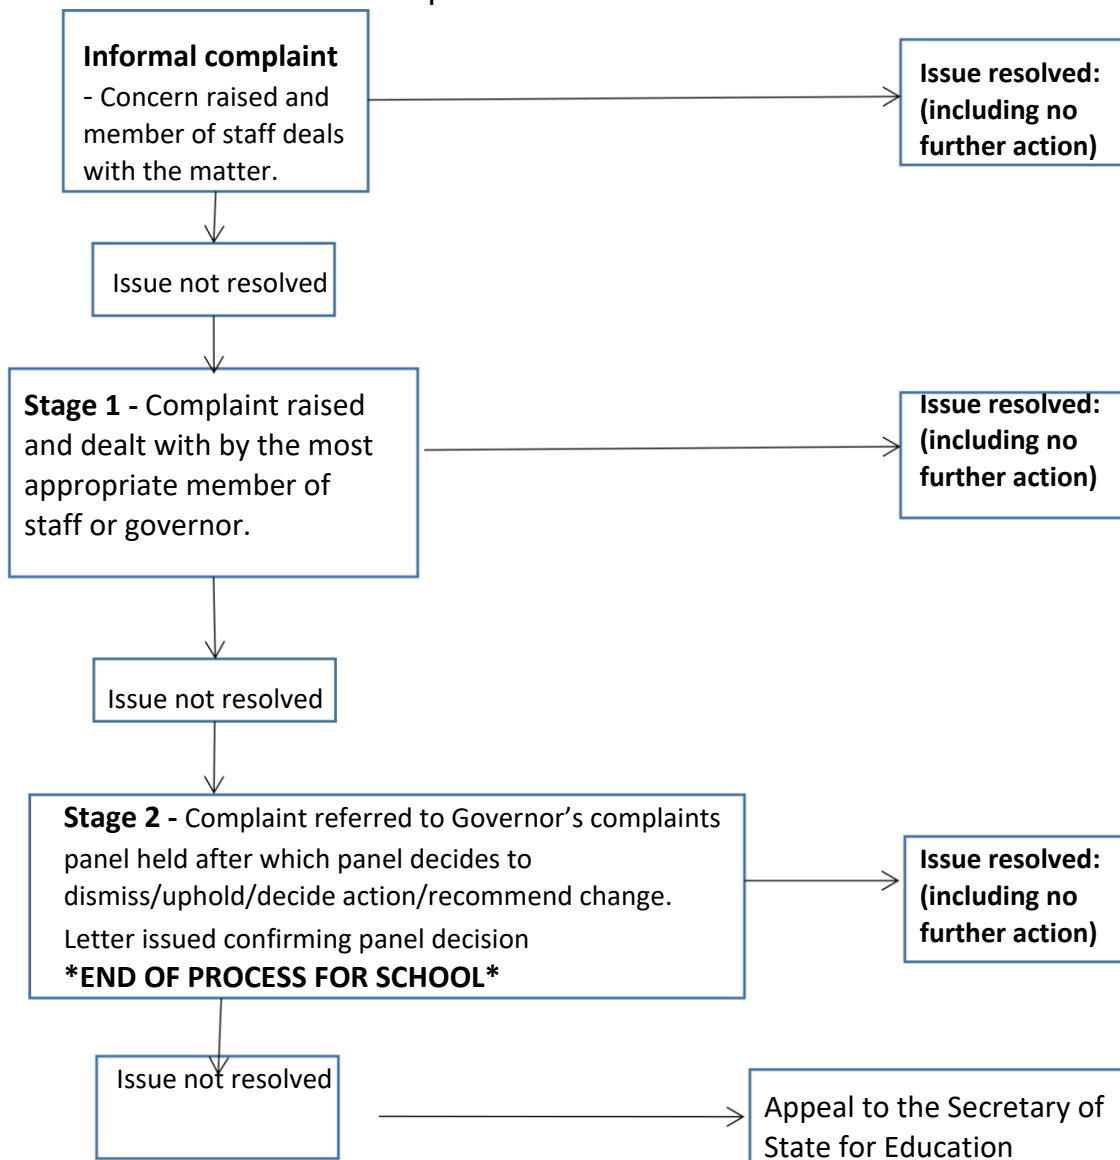 Informal complaint
- Concern raised and
member of staff deals
with the matter.
Issue resolved:
(including no
further action)
Issue not resolved
Stage 1 - Complaint raised
and dealt with by the most
appropriate member of
staff or governor.
Issue resolved:
(including no
further action)
Issue not resolved
Stage 2 - Complaint referred to Governor’s complaints
panel held after which panel decides to
dismiss/uphold/decide action/recommend change.
Letter issued confirming panel decision
*END OF PROCESS FOR SCHOOL*
Issue resolved:
(including no
further action)
Issue not resolved
Appeal to the Secretary of
State for Education